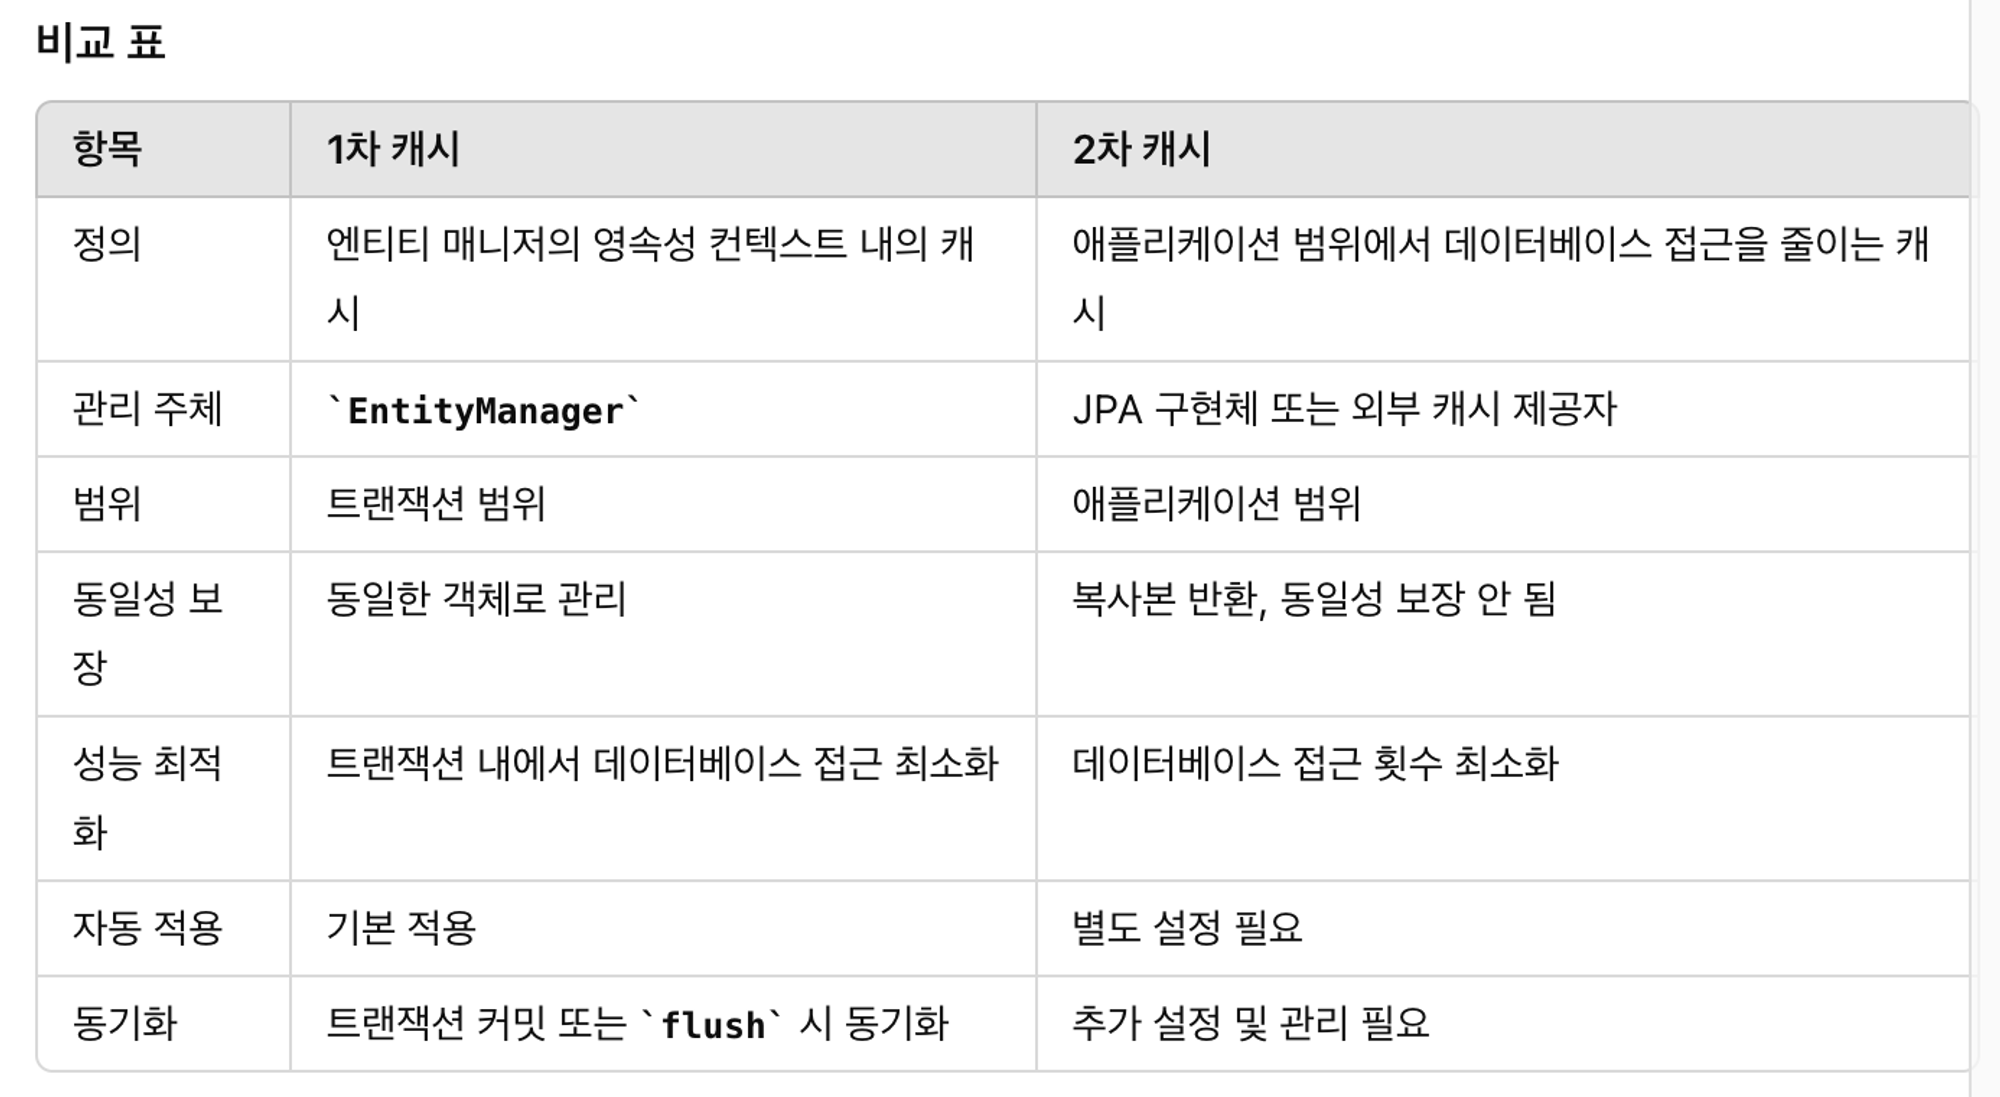 비교 표
항목
1차 캐시
2차 캐시
정의
엔티티 매니저의 영속성 컨텍스트 내의 캐
시
애플리케이션 범위에서 데이터베이스 접근을 줄이는 캐
시
관리 주체
`EntityManager`
JPA 구현체 또는 외부 캐시 제공자
범위
트랜잭션 범위
애플리케이션 범위
동일성 보
장
동일한 객체로 관리
복사본 반환, 동일성 보장 안 됨
성능 최적
화
트랜잭션 내에서 데이터베이스 접근 최소화
데이터베이스 접근 횟수 최소화
자동 적용
기본 적용
별도 설정 필요
동기화
트랜잭션 커밋 또는 `flush` 시 동기화
추가 설정 및 관리 필요